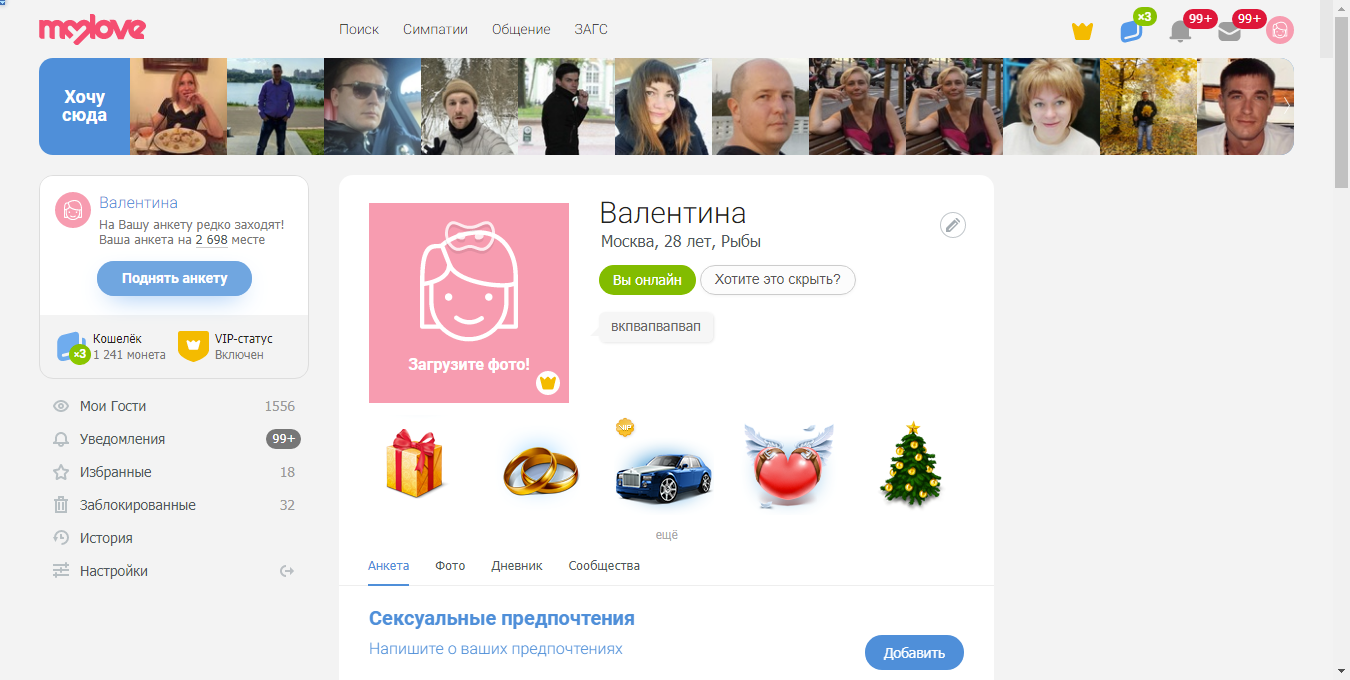 mylove
Поиск
Симпатии
Общение
ЗАГС
×3
99+
99+
Хочу
сюда
Валентина
На Вашу анкету редко заходят!
Ваша анкета на 2 698 месте
Поднять анкету
Кошелёк
×3
1 241 монета
VIP-статус
Включен
Мои Гости
1556
Уведомления
99+
Избранные
18
Заблокированные
32
История
Настройки
Валентина
Москва, 28 лет, Рыбы
Вы онлайн
Хотите это скрыть?
вкпвапвапвап
Загрузите фото!
VIP
ещё
Анкета
Фото
Дневник
Сообщества
Сексуальные предпочтения
Напишите о ваших предпочтениях
Добавить